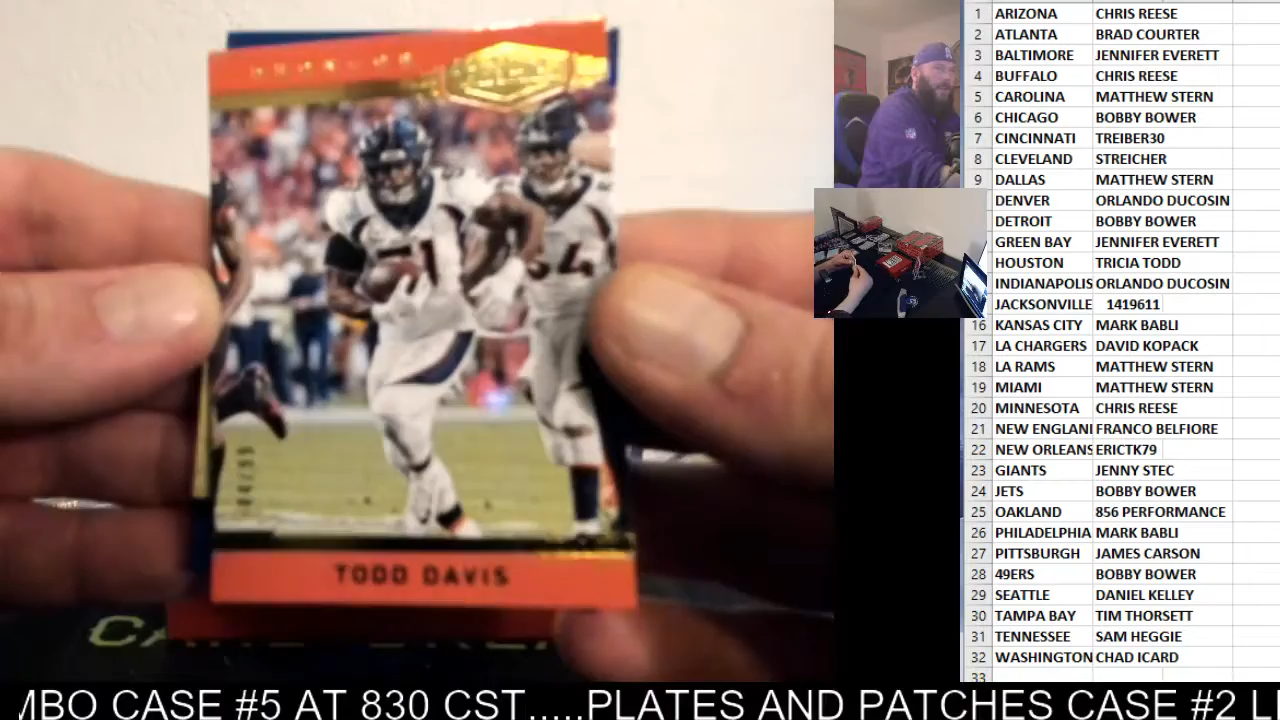 TODD DAVIS
51
1 ARIZONA CHRIS REESE
2 ATLANTA BRAD COURTER
3 BALTIMORE JENNIFER EVERETT
4 BUFFALO CHRIS REESE
5 CAROLINA MATTHEW STERN
6 CHICAGO BOBBY BOWER
7 CINCINNATI TREIBER30
8 CLEVELAND STREICHER
9 DALLAS MATTHEW STERN
10 DENVER ORLANDO DUCOSIN
11 DETROIT BOBBY BOWER
12 GREEN BAY JENNIFER EVERETT
13 HOUSTON TRICIA TODD
14 INDIANAPOLIS ORLANDO DUCOSIN
JACKSONVILLE 1419611
16 KANSAS CITY MARK BABLI
17 LA CHARGERS DAVID KOPACK
18 LA RAMS MATTHEW STERN
19 MIAMI MATTHEW STERN
20 MINNESOTA CHRIS REESE
21 NEW ENGLAN FRANCO BELFIORE
22 NEW ORLEANS ERICTK79
23 GIANTS JENNY STEC
24 JETS BOBBY BOWER
25 OAKLAND 856 PERFORMANCE
26 PHILADELPHIA MARK BABLI
27 PITTSBURGH JAMES CARSON
28 49ERS BOBBY BOWER
29 SEATTLE DANIEL KELLEY
30 TAMPA BAY TIM THORSETT
31 TENNESSEE SAM HEGGIE
32 WASHINGTON CHAD ICARD
33
MBO CASE #5 AT 830 CST.....PLATES AND PATCHES CASE #2 L